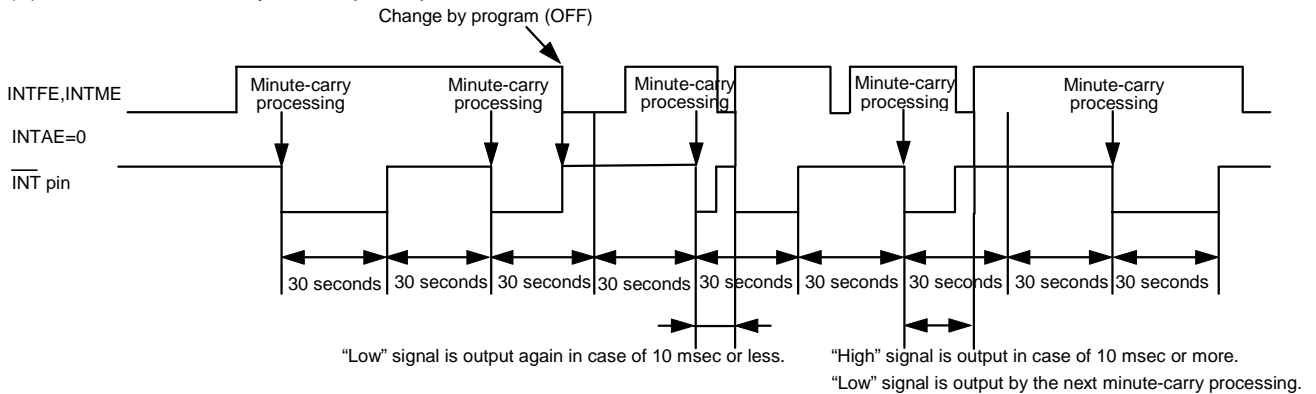 Change by program (OFF)
INTFE,INTME
Minute-carry
processing
Minute-carry
processing
Minute-carry
processing
Minute-carry
processing
Minute-carry
processing
INTAE=0
INT pin
30 seconds 30 seconds 30 seconds 30 seconds 30 seconds 30 seconds 30 seconds 30 seconds 30 seconds
“Low” signal is output again in case of 10 msec or less.
“High” signal is output in case of 10 msec or more.
“Low” signal is output by the next minute-carry processing.